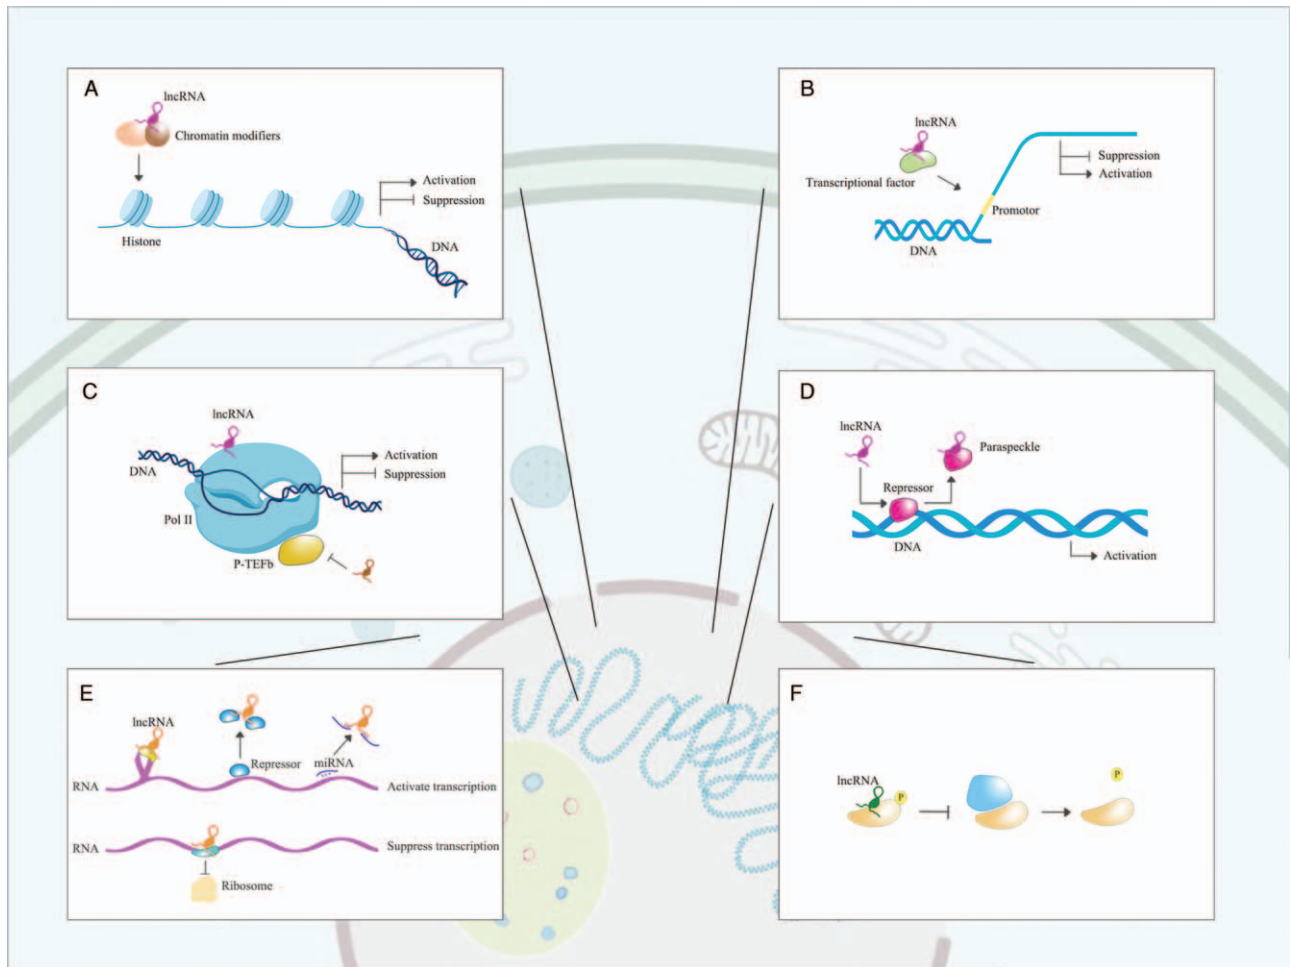 A
lncRNA
Chromatin modifiers
Activation
Suppression
Histone
DNA
B
lncRNA
Transcriptional factor
Suppression
Activation
Promotor
DNA
C
lncRNA
DNA
Activation
Suppression
Pol II
P-TEFb
D
lncRNA
Paraspeckle
Repressor
DNA
Activation
E
lncRNA
Repressor
miRNA
RNA
Activate transcription
RNA
Suppress transcription
Ribosome
F
lncRNA
P
P